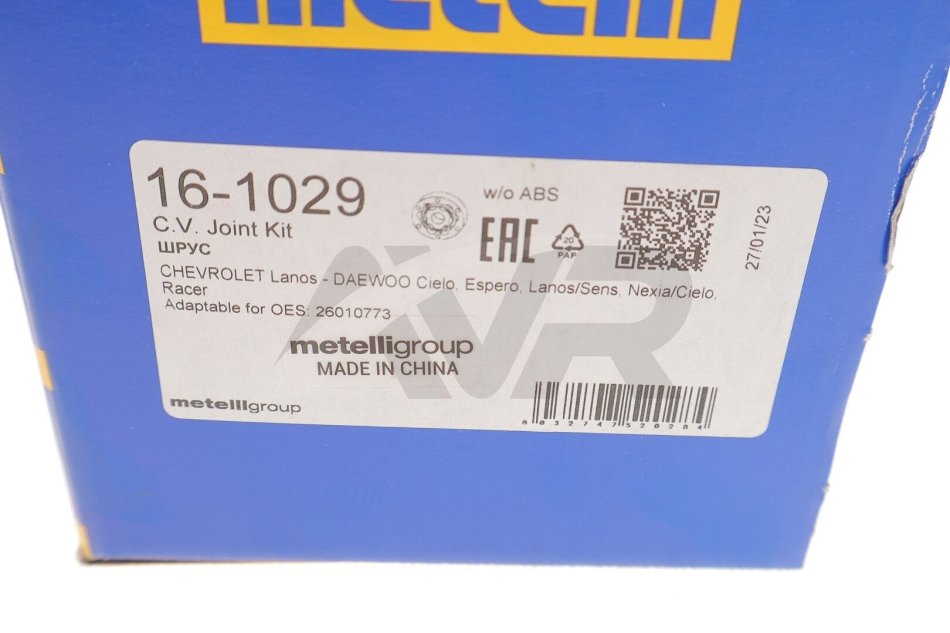 metelli
16-1029
C.V. Joint Kit
ШРУС
w/o ABS
EAC
20
PAP
27/01/23
CHEVROLET Lanos - DAEWOO Cielo, Espero, Lanos/Sens, Nexia/Cielo,
Racer
Adaptable for OES: 26010773
metelligroup
MADE IN CHINA
metelligroup
8032747520284